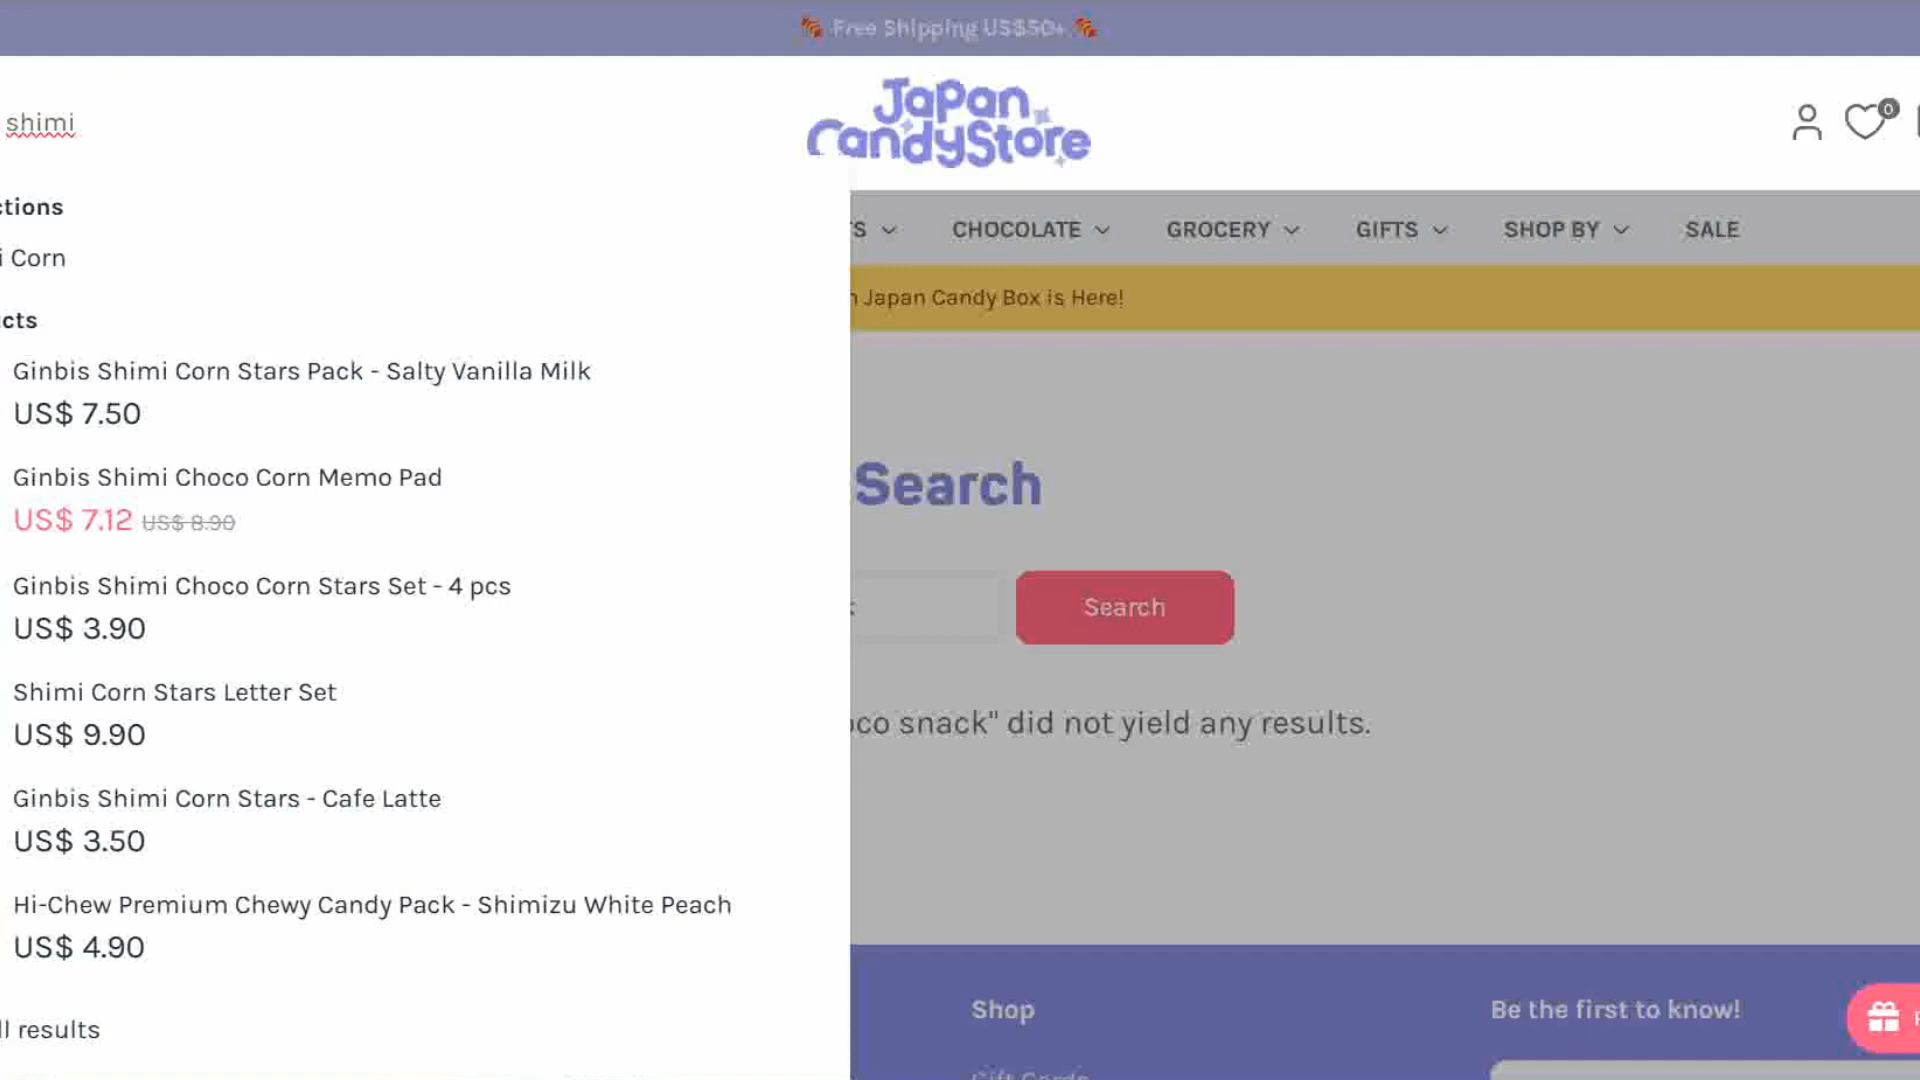 Free Shipping US$50+
shimi
Japan
CandyStore
0
ctions
i Corn
TS
CHOCOLATE
GROCERY
GIFTS
SHOP BY
SALE
n Japan Candy Box is Here!
cts
Ginbis Shimi Corn Stars Pack - Salty Vanilla Milk
US$ 7.50
Ginbis Shimi Choco Corn Memo Pad
US$ 7.12 US$ 8.90
Ginbis Shimi Choco Corn Stars Set - 4 pcs
US$ 3.90
Shimi Corn Stars Letter Set
US$ 9.90
Ginbis Shimi Corn Stars - Cafe Latte
US$ 3.50
Hi-Chew Premium Chewy Candy Pack - Shimizu White Peach
US$ 4.90
ll results
Search
Search
oco snack" did not yield any results.
Shop
Be the first to know!
Gift Cards